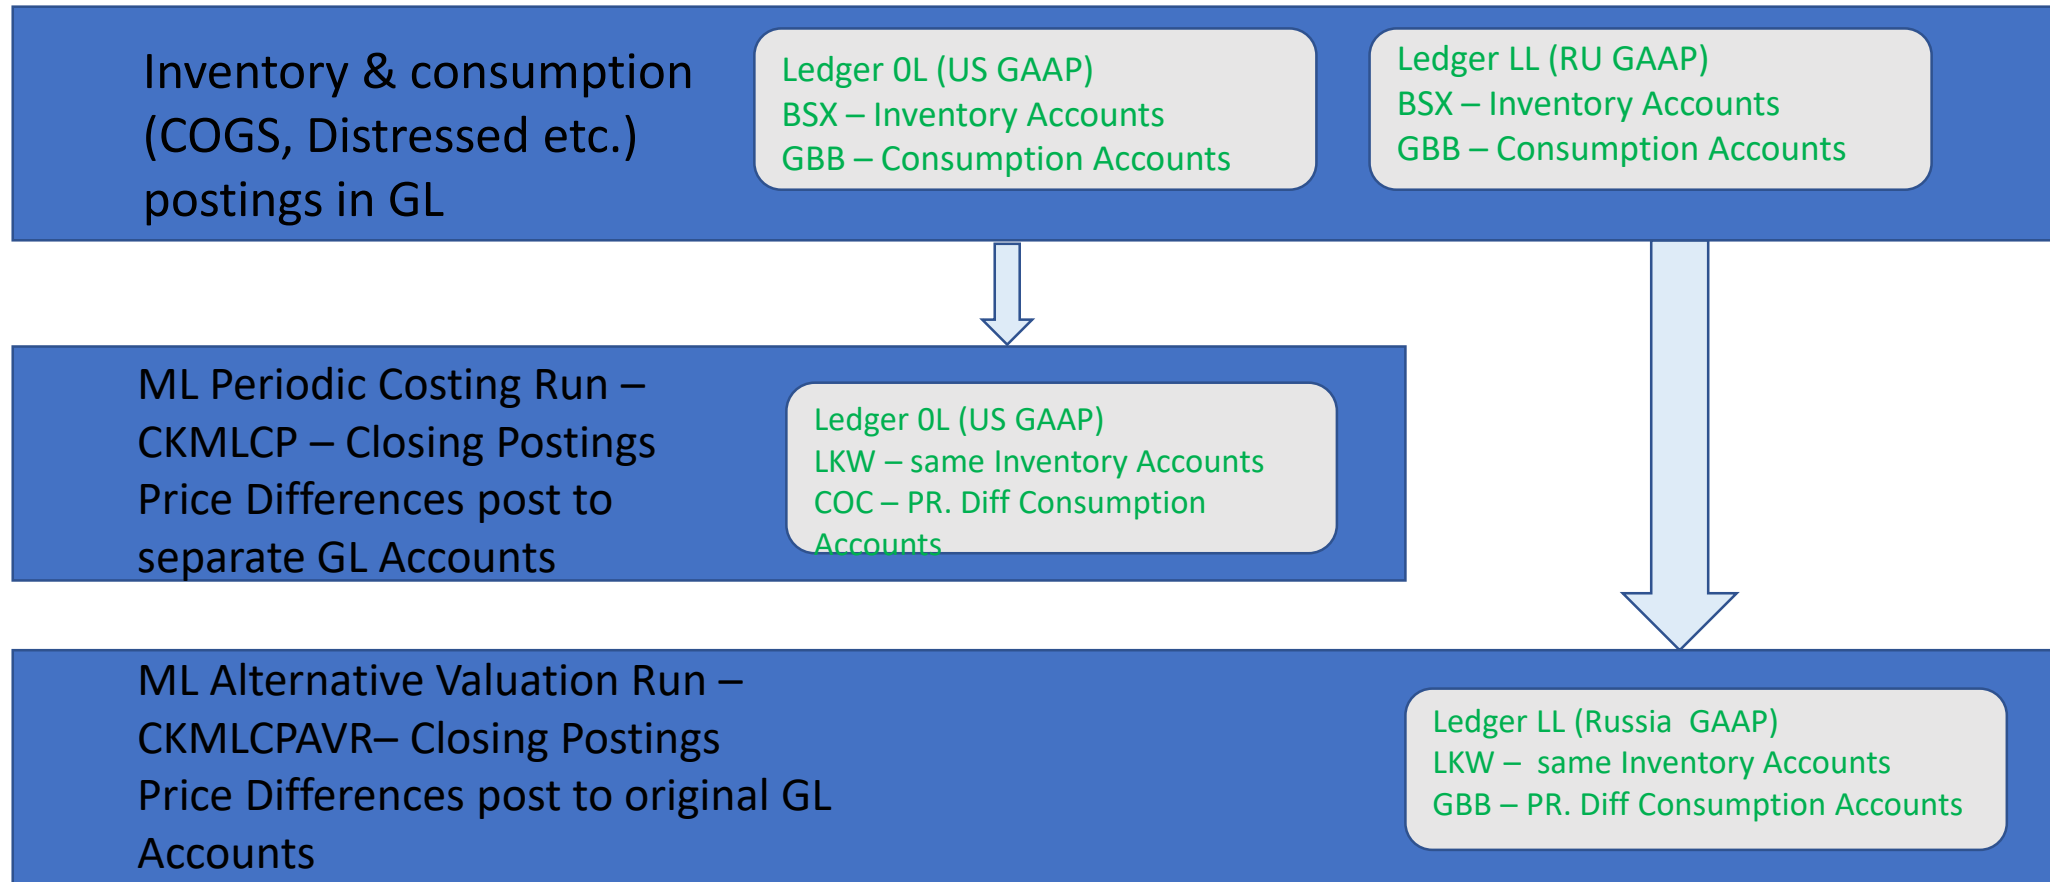 Inventory & consumption
(COGS, Distressed etc.)
postings in GL
Ledger 0L (US GAAP)
BSX – Inventory Accounts
GBB – Consumption Accounts
Ledger LL (RU GAAP)
BSX – Inventory Accounts
GBB – Consumption Accounts
ML Periodic Costing Run –
CKMLCP – Closing Postings
Price Differences post to
separate GL Accounts
Ledger 0L (US GAAP)
LKW – same Inventory Accounts
COC – PR. Diff Consumption
Accounts
ML Alternative Valuation Run –
CKMLCPAVR– Closing Postings
Price Differences post to original GL
Accounts
Ledger LL (Russia  GAAP)
LKW –  same Inventory Accounts
GBB – PR. Diff Consumption Accounts